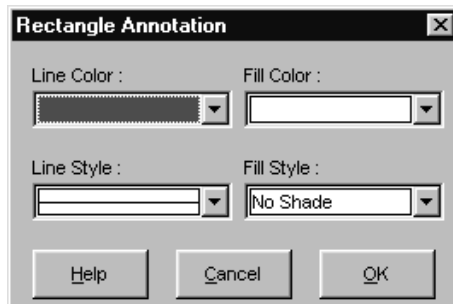 Rectangle Annotation
Line Color :
Fill Color :
Line Style :
Fill Style :
No Shade
Help
Cancel
OK